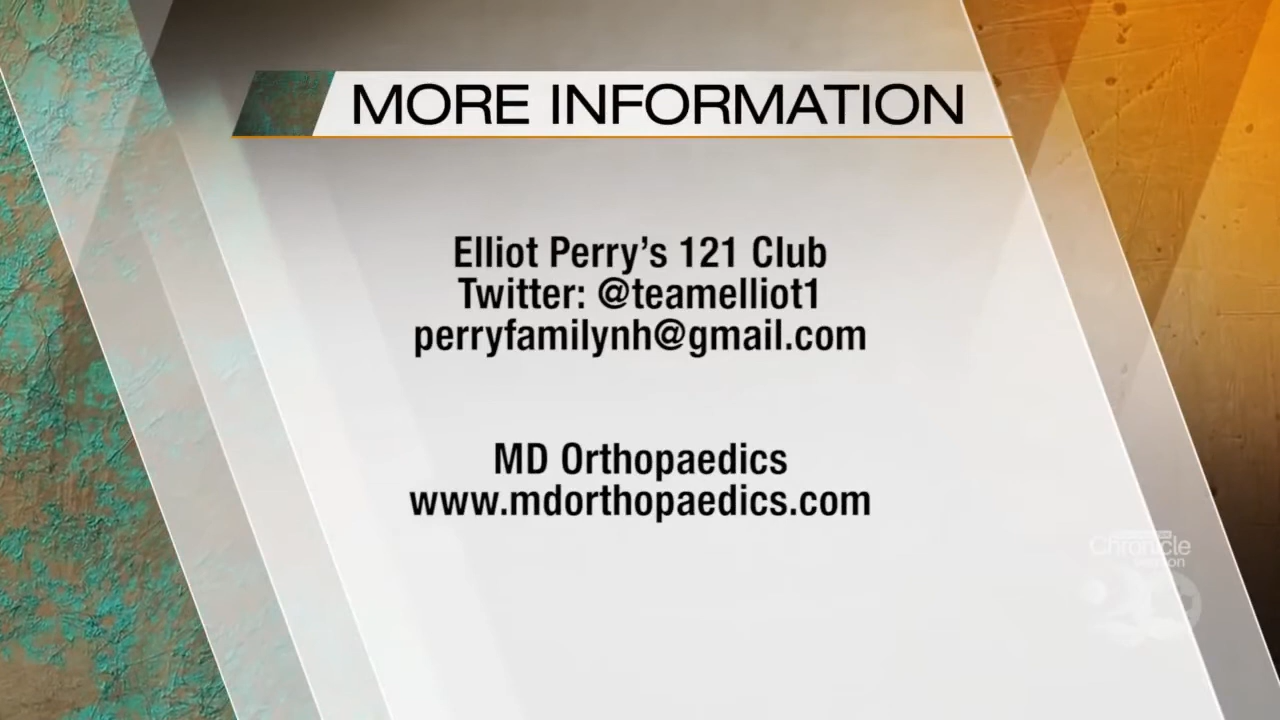 MORE INFORMATION
Elliot Perry's 121 Club
Twitter: @teamelliot1
perryfamilynh@gmail.com
MD Orthopaedics
www.mdorthopaedics.com
Chronicle